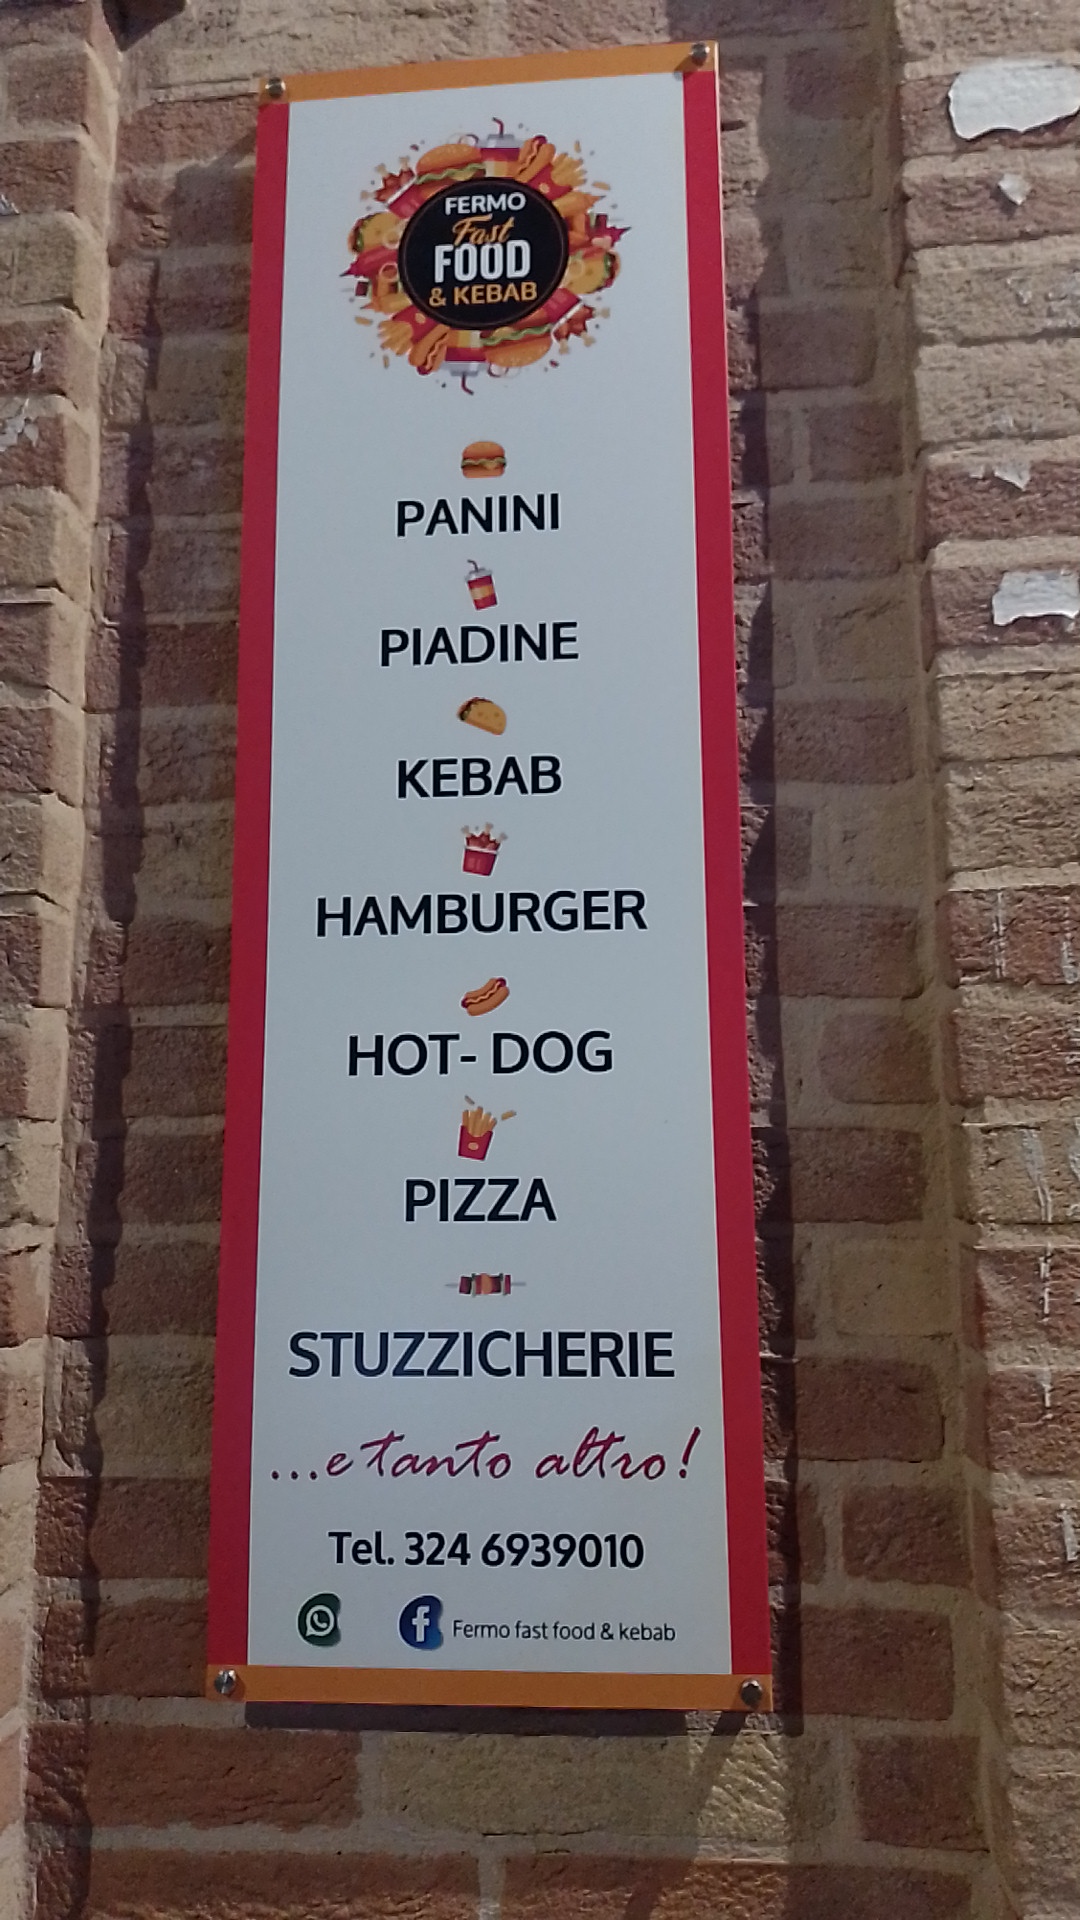 FERMO
Fast
FOOD
& KEBAB
PANINI
PIADINE
KEBAB
HAMBURGER
HOT- DOG
PIZZA
STUZZICHERIE
...e tanto altro!
Tel. 324 6939010
Fermo fast food & kebab